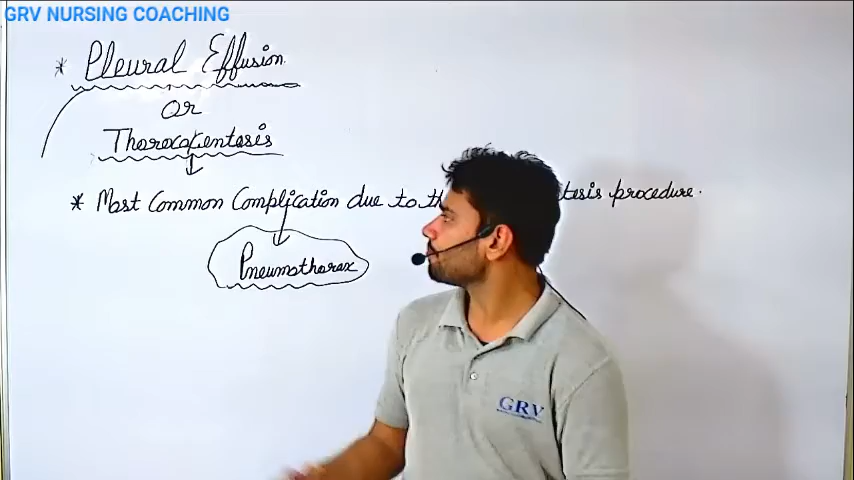 GRV NURSING COACHING
* Pleural Effusion
OR
Thoracocentesis
* Most Common Complication due to th tesis procedure.
Pneumothorax
GRV